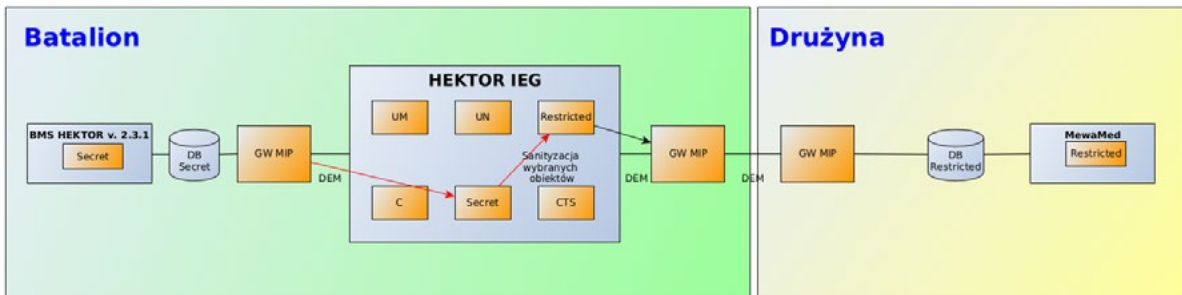 Batalion
Drużyna
HEKTOR IEG
UM
UN
Restricted
BMS HEKTOR v. 2.3.1
Secret
DB
Secret
GW MIP
DEM
Sanityzacja
wybranych
obiektów
C
Secret
CTS
DEM
GW MIP
DEM
GW MIP
DB
Restricted
MewaMed
Restricted